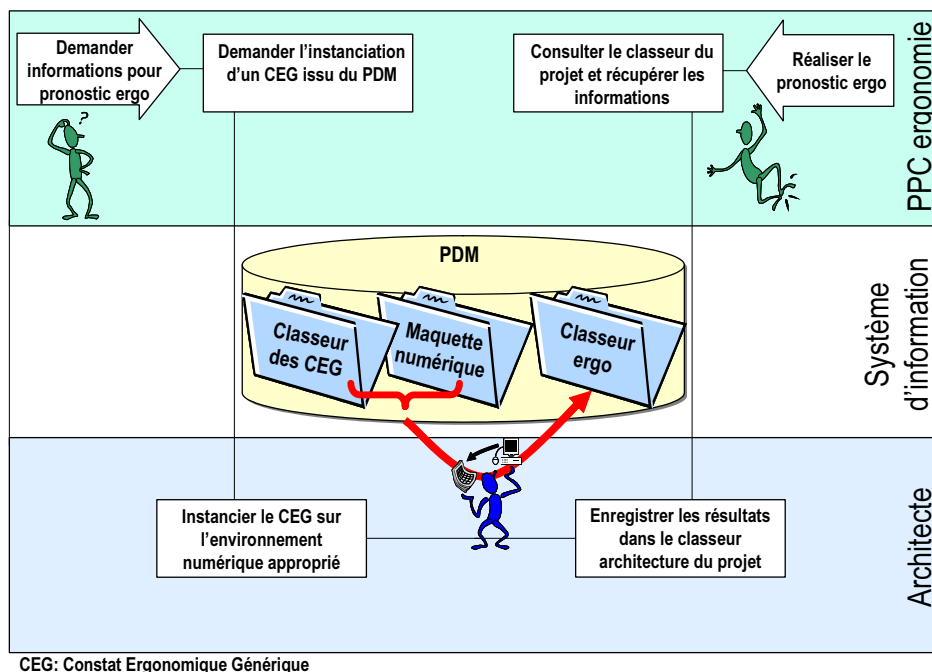 Demander
informations pour
pronostic ergo
Demander l'instanciation
d'un CEG issu du PDM
Consulter le classeur du
projet et récupérer les
informations
Réaliser le
pronostic ergo
?
PPC ergonomie
PDM
Classeur
des CEG
Maquette
numérique
Classeur
ergo
Système
d'information
Instancier le CEG sur
l'environnement
numérique approprié
Enregistrer les résultats
dans le classeur
architecture du projet
Architecte
CEG: Constat Ergonomique Générique